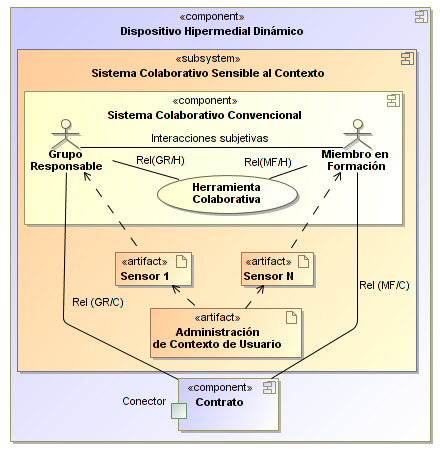 «component»
Dispositivo Hipermedial Dinámico
«subsystem»
Sistema Colaborativo Sensible al Contexto
«component»
Sistema Colaborativo Convencional
Interacciones subjetivas
Grupo
Responsable
Rel(GR/H)
Rel(MF/H)
Miembro en
Formación
Herramienta
Colaborativa
«artifact»
Sensor 1
«artifact»
Sensor N
Rel (GR/C)
Rel (MF/C)
«artifact»
Administración
de Contexto de Usuario
«component»
Contrato
Conector